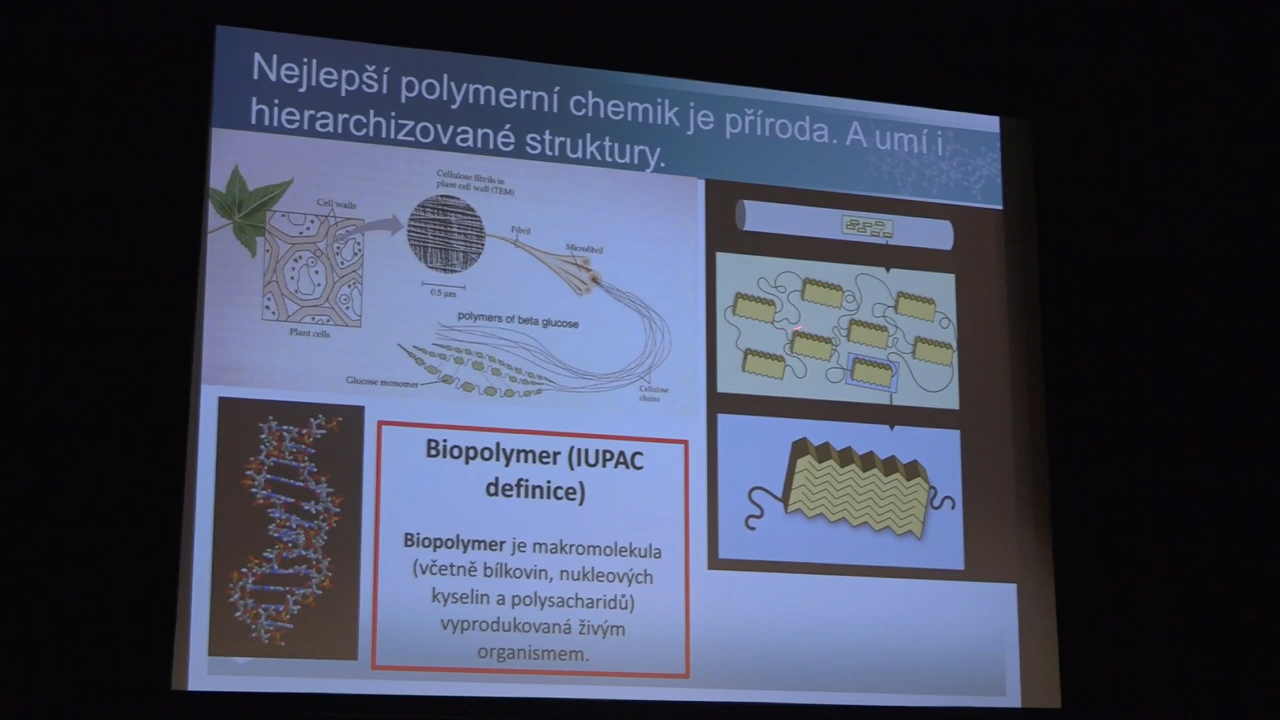 Nejlepší polymerní chemik je příroda. A umí i
hierarchizované struktury.
Cellulose fibrils in
plant cell wall (TEM)
Cell walls
Fibril
Microfibril
0.5 µm
polymers of beta glucose
Plant cells
Glucose monomer
Cellulose
chains
Biopolymer (IUPAC
definice)
Biopolymer je makromolekula
(včetně bílkovin, nukleových
kyselin a polysacharidů)
vyprodukovaná živým
organismem.